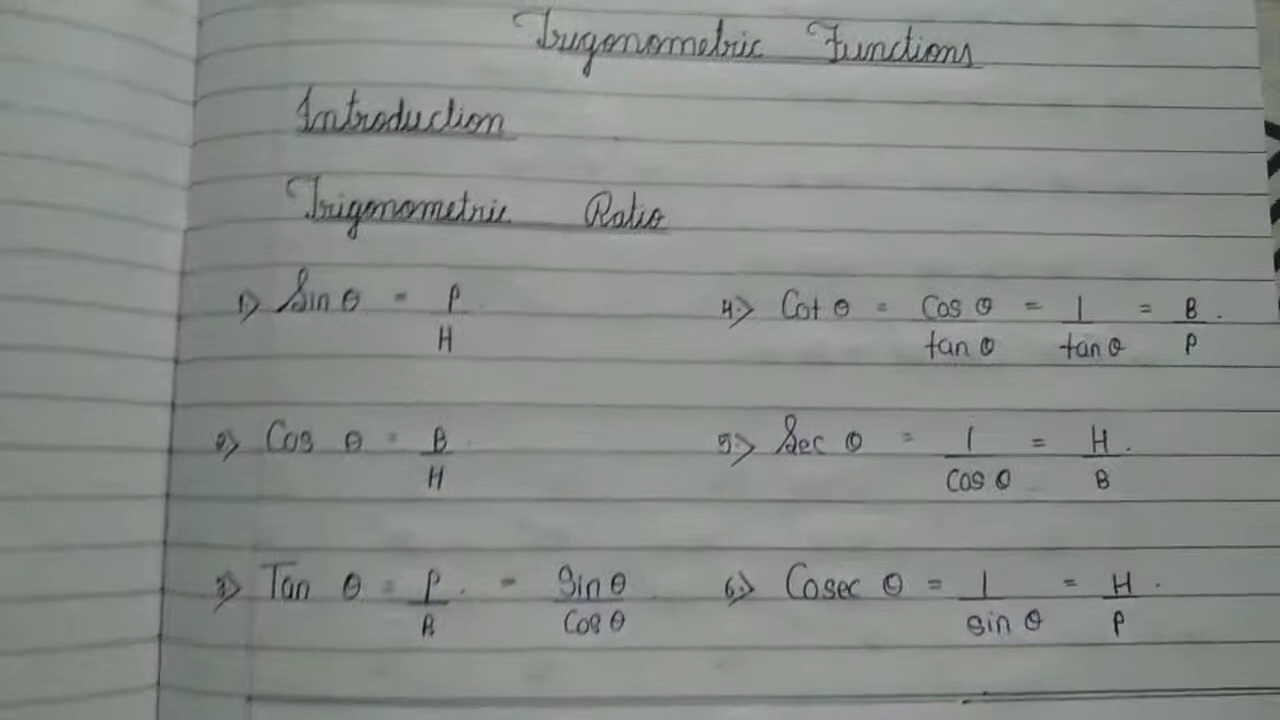 Trigonometric Functions
Introduction
Trigonometric Ratio
1) Sin θ = P/H
2) Cos θ = B/H
3) Tan θ = P/B. = Sin θ/Cos θ
4) Cot θ = Cos θ/tan θ = 1/tan θ = B/P.
5) Sec θ = 1/cos θ = H/B.
6) Cosec θ = 1/sin θ = H/P.